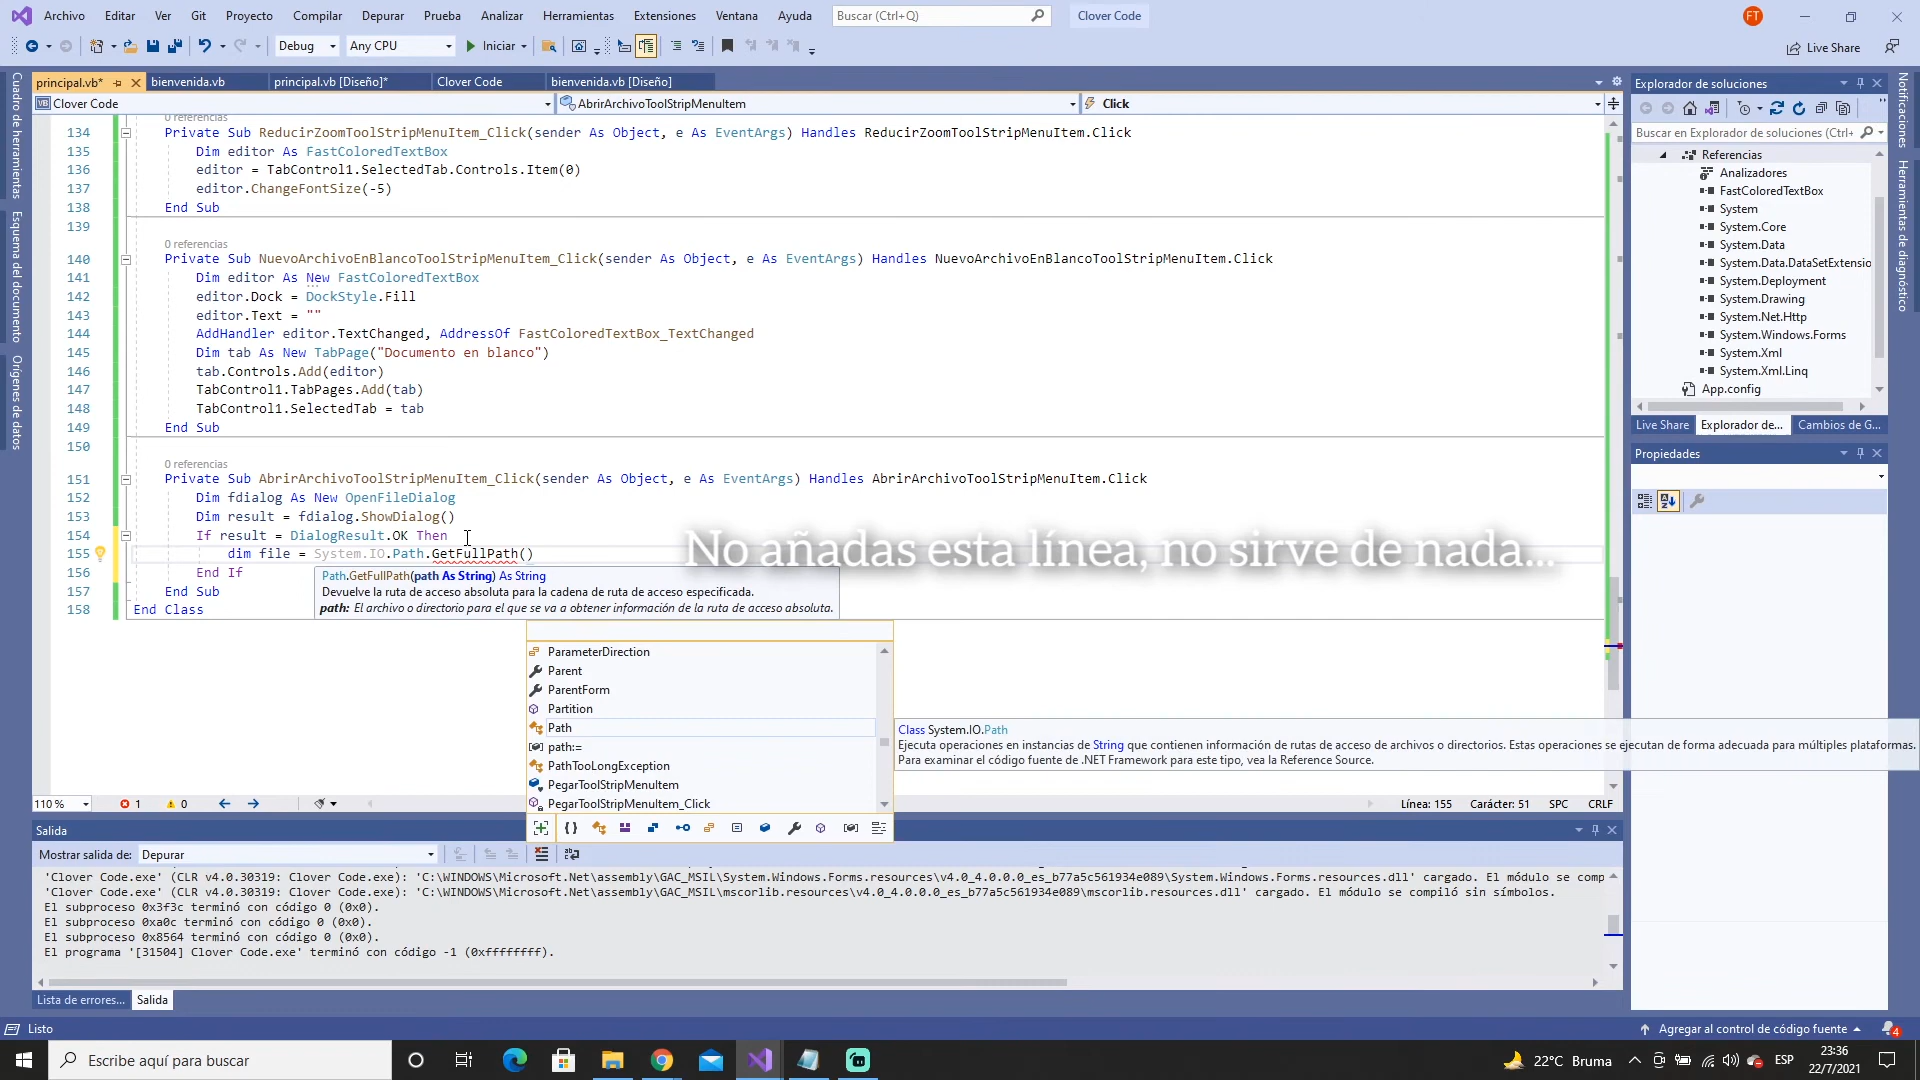 Archivo Editar Ver Git Proyecto Compilar Depurar Prueba Analizar Herramientas Extensiones Ventana Ayuda Buscar (Ctrl+Q) Clover Code FT
Debug Any CPU Iniciar Live Share
principal.vb* bienvenida.vb principal.vb [Diseño]* Clover Code bienvenida.vb [Diseño]
Clover Code AbrirArchivoToolStripMenuItem Click
Cuadro de herramientas
Esquema del documento
Orígenes de datos
0 referencias
134 Private Sub ReducirZoomToolStripMenuItem_Click(sender As Object, e As EventArgs) Handles ReducirZoomToolStripMenuItem.Click
135 Dim editor As FastColoredTextBox
136 editor = TabControl1.SelectedTab.Controls.Item(0)
137 editor.ChangeFontSize(-5)
138 End Sub
139
0 referencias
140 Private Sub NuevoArchivoEnBlancoToolStripMenuItem_Click(sender As Object, e As EventArgs) Handles NuevoArchivoEnBlancoToolStripMenuItem.Click
141 Dim editor As New FastColoredTextBox
142 editor.Dock = DockStyle.Fill
143 editor.Text = ""
144 AddHandler editor.TextChanged, AddressOf FastColoredTextBox_TextChanged
145 Dim tab As New TabPage("Documento en blanco")
146 tab.Controls.Add(editor)
147 TabControl1.TabPages.Add(tab)
148 TabControl1.SelectedTab = tab
149 End Sub
150
0 referencias
151 Private Sub AbrirArchivoToolStripMenuItem_Click(sender As Object, e As EventArgs) Handles AbrirArchivoToolStripMenuItem.Click
152 Dim fdialog As New OpenFileDialog
153 Dim result = fdialog.ShowDialog()
154 If result = DialogResult.OK Then
155 dim file = System.IO.Path.GetFullPath()
No añadas esta línea, no sirve de nada...
156 End If
157 End Sub
158 End Class
Path.GetFullPath(path As String) As String
Devuelve la ruta de acceso absoluta para la cadena de ruta de acceso especificada.
path: El archivo o directorio para el que se va a obtener información de la ruta de acceso absoluta.
ParameterDirection
Parent
ParentForm
Partition
Path
path:=
PathTooLongException
PegarToolStripMenuItem
PegarToolStripMenuItem_Click
Class System.IO.Path
Ejecuta operaciones en instancias de String que contienen información de rutas de acceso de archivos o directorios. Estas operaciones se ejecutan de forma adecuada para múltiples plataformas.
Para examinar el código fuente de .NET Framework para este tipo, vea la Reference Source.
110 % 1 0 Línea: 155 Carácter: 51 SPC CRLF
Salida
Mostrar salida de: Depurar
'Clover Code.exe' (CLR v4.0.30319: Clover Code.exe): 'C:\WINDOWS\Microsoft.Net\assembly\GAC_MSIL\System.Windows.Forms.resources\v4.0_4.0.0.0_es_b77a5c561934e089\System.Windows.Forms.resources.dll' cargado. El módulo se comp
'Clover Code.exe' (CLR v4.0.30319: Clover Code.exe): 'C:\WINDOWS\Microsoft.Net\assembly\GAC_MSIL\mscorlib.resources\v4.0_4.0.0.0_es_b77a5c561934e089\mscorlib.resources.dll' cargado. El módulo se compiló sin símbolos.
El subproceso 0x3f3c terminó con código 0 (0x0).
El subproceso 0xa0c terminó con código 0 (0x0).
El subproceso 0x8564 terminó con código 0 (0x0).
El programa '[31504] Clover Code.exe' terminó con código -1 (0xffffffff).
Lista de errores... Salida
Explorador de soluciones
Buscar en Explorador de soluciones (Ctrl+
Referencias
Analizadores
FastColoredTextBox
System
System.Core
System.Data
System.Data.DataSetExtensio
System.Deployment
System.Drawing
System.Net.Http
System.Windows.Forms
System.Xml
System.Xml.Linq
App.config
Live Share Explorador de... Cambios de G...
Propiedades
Notificaciones
Herramientas de diagnóstico
Listo Agregar al control de código fuente 4
Escribe aquí para buscar 22°C Bruma ESP 23:36
22/7/2021